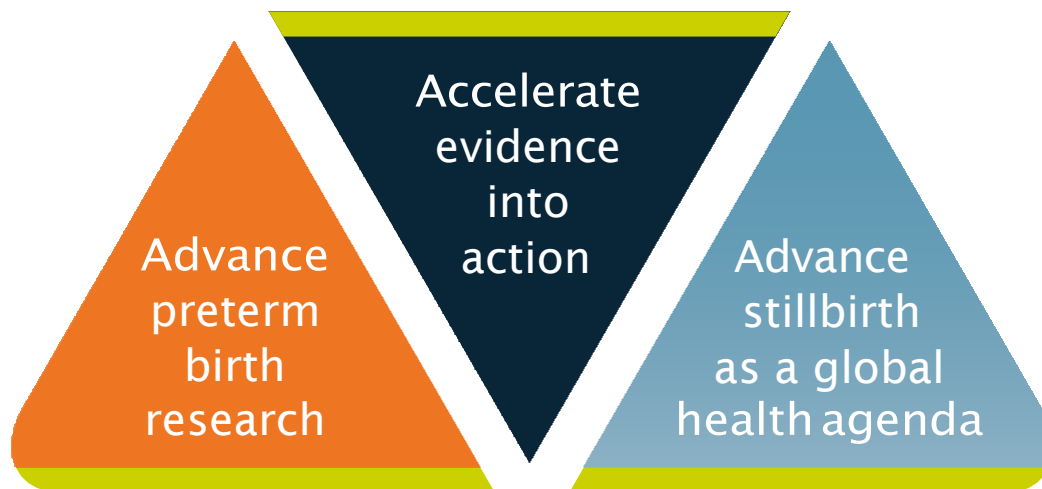 Advance
preterm
birth
research
Accelerate
evidence
into
action
Advance
stillbirth
as a global
health agenda